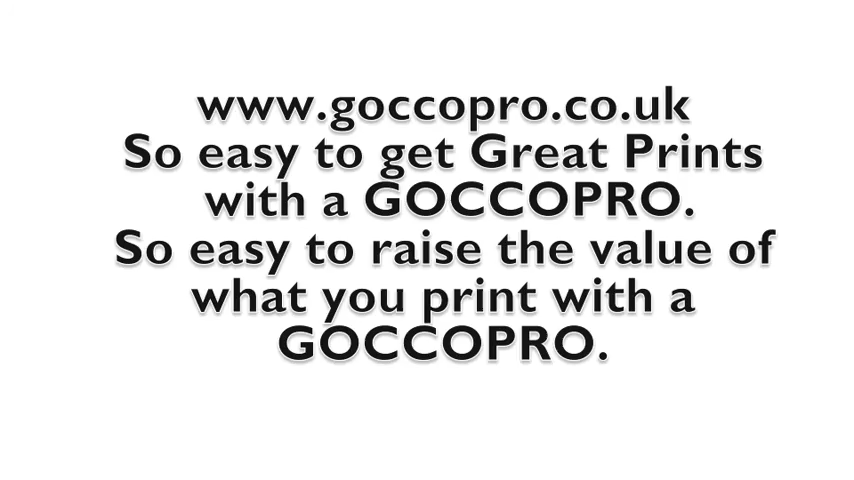 www.goccopro.co.uk
So easy to get Great Prints
with a GOCCOPRO.
So easy to raise the value of
what you print with a
GOCCOPRO.